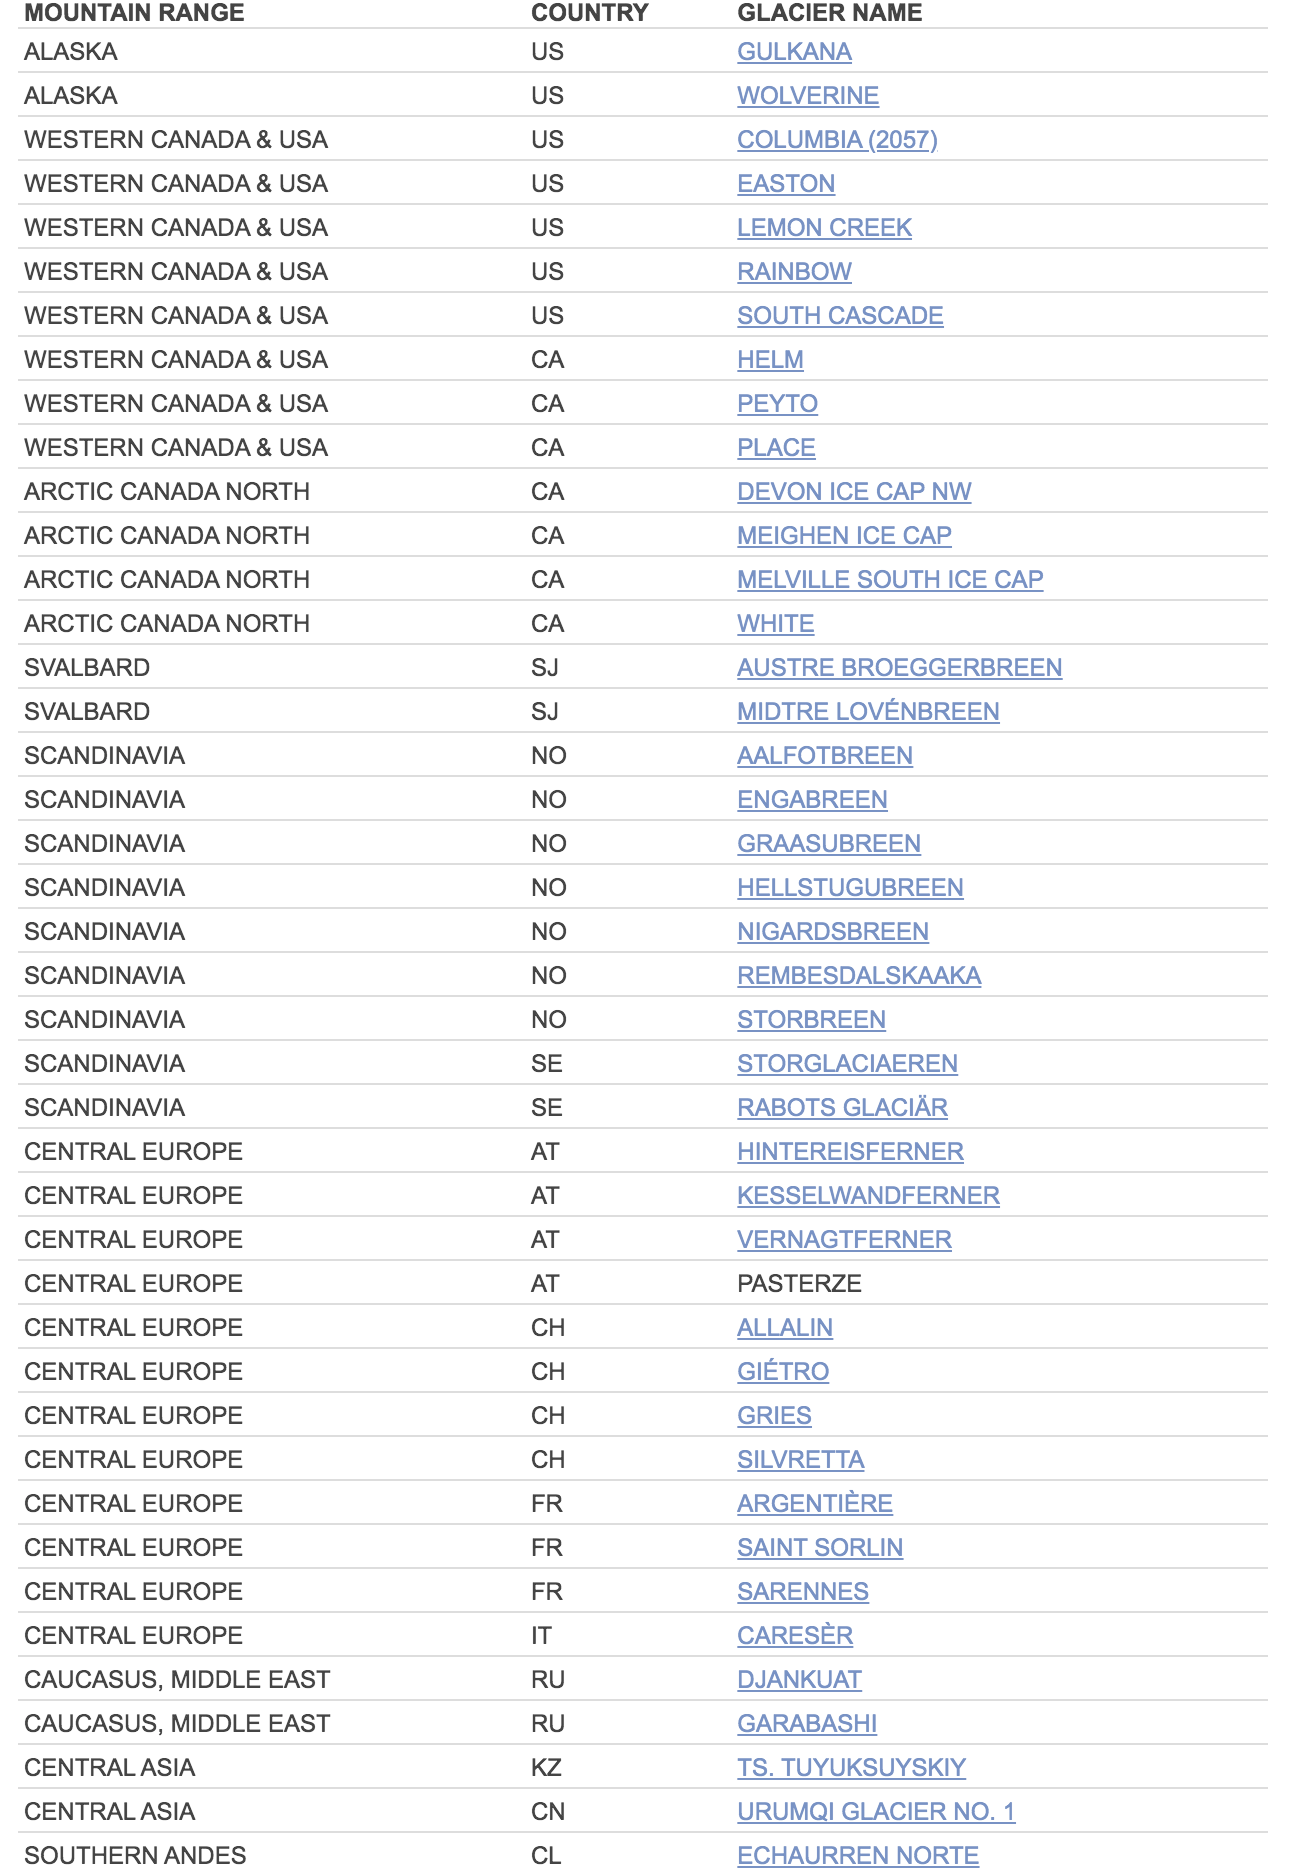 MOUNTAIN RANGE COUNTRY GLACIER NAME
ALASKA US GULKANA
ALASKA US WOLVERINE
WESTERN CANADA & USA US COLUMBIA (2057)
WESTERN CANADA & USA US EASTON
WESTERN CANADA & USA US LEMON CREEK
WESTERN CANADA & USA US RAINBOW
WESTERN CANADA & USA US SOUTH CASCADE
WESTERN CANADA & USA CA HELM
WESTERN CANADA & USA CA PEYTO
WESTERN CANADA & USA CA PLACE
ARCTIC CANADA NORTH CA DEVON ICE CAP NW
ARCTIC CANADA NORTH CA MEIGHEN ICE CAP
ARCTIC CANADA NORTH CA MELVILLE SOUTH ICE CAP
ARCTIC CANADA NORTH CA WHITE
SVALBARD SJ AUSTRE BROEGGERBREEN
SVALBARD SJ MIDTRE LOVÉNBREEN
SCANDINAVIA NO AALFOTBREEN
SCANDINAVIA NO ENGABREEN
SCANDINAVIA NO GRAASUBREEN
SCANDINAVIA NO HELLSTUGUBREEN
SCANDINAVIA NO NIGARDSBREEN
SCANDINAVIA NO REMBESDALSKAAKA
SCANDINAVIA NO STORBREEN
SCANDINAVIA SE STORGLACIAEREN
SCANDINAVIA SE RABOTS GLACIÄR
CENTRAL EUROPE AT HINTEREISFERNER
CENTRAL EUROPE AT KESSELWANDFERNER
CENTRAL EUROPE AT VERNAGTFERNER
CENTRAL EUROPE AT PASTERZE
CENTRAL EUROPE CH ALLALIN
CENTRAL EUROPE CH GIÉTRO
CENTRAL EUROPE CH GRIES
CENTRAL EUROPE CH SILVRETTA
CENTRAL EUROPE FR ARGENTIÈRE
CENTRAL EUROPE FR SAINT SORLIN
CENTRAL EUROPE FR SARENNES
CENTRAL EUROPE IT CARESÈR
CAUCASUS, MIDDLE EAST RU DJANKUAT
CAUCASUS, MIDDLE EAST RU GARABASHI
CENTRAL ASIA KZ TS. TUYUKSUYSKIY
CENTRAL ASIA CN URUMQI GLACIER NO. 1
SOUTHERN ANDES CL ECHAURREN NORTE